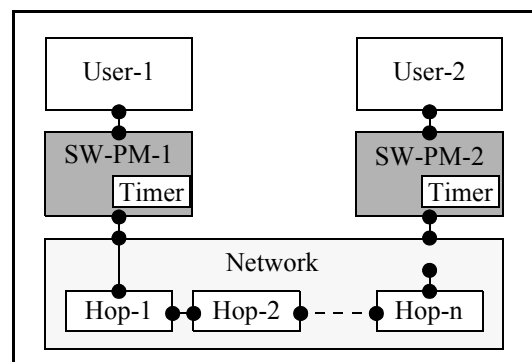 User-1 User-2
SW-PM-1 SW-PM-2
Timer Timer
Network
Hop-1 Hop-2 Hop-n